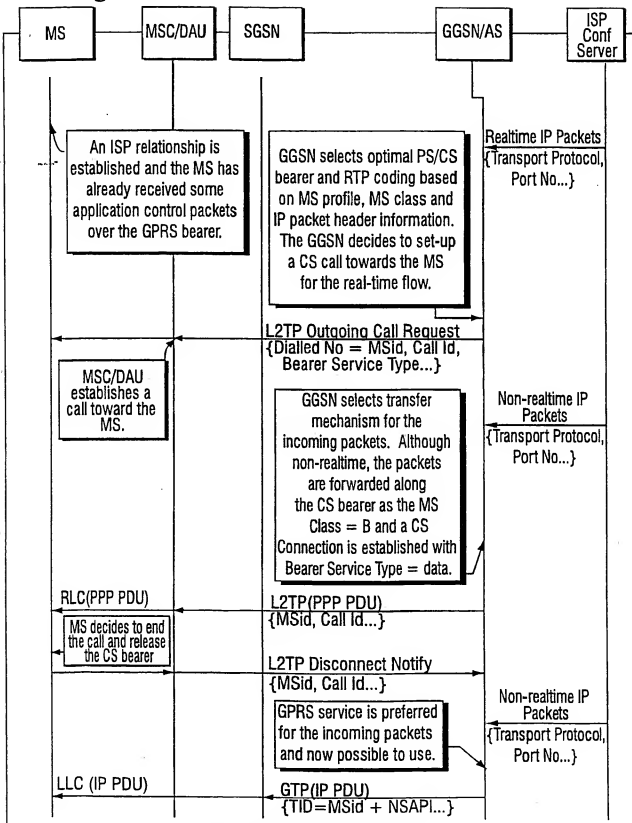 MS
MSC/DAU
SGSN
GGSN/AS
ISP
Conf
Server
An ISP relationship is
established and the MS has
already received some
application control packets
over the GPRS bearer.
GGSN selects optimal PS/CS
bearer and RTP coding based
on MS profile, MS class and
IP packet header information.
The GGSN decides to set-up
a CS call towards the MS
for the real-time flow.
Realtime IP Packets
{Transport Protocol,
Port No...}
L2TP Outgoing Call Request
{Dialled No = MSid, Call Id,
Bearer Service Type...}
MSC/DAU
establishes a
call toward the
MS.
GGSN selects transfer
mechanism for the
incoming packets. Although
non-realtime, the packets
are forwarded along
the CS bearer as the MS
Class = B and a CS
Connection is established with
Bearer Service Type = data.
Non-realtime IP
Packets
{Transport Protocol,
Port No...}
RLC(PPP PDU)
L2TP(PPP PDU)
{MSid, Call Id...}
MS decides to end
the call and release
the CS bearer
L2TP Disconnect Notify
{MSid, Call Id...}
GPRS service is preferred
for the incoming packets
and now possible to use.
Non-realtime IP
Packets
{Transport Protocol,
Port No...}
LLC (IP PDU)
GTP(IP PDU)
{TID=MSid + NSAPI...}